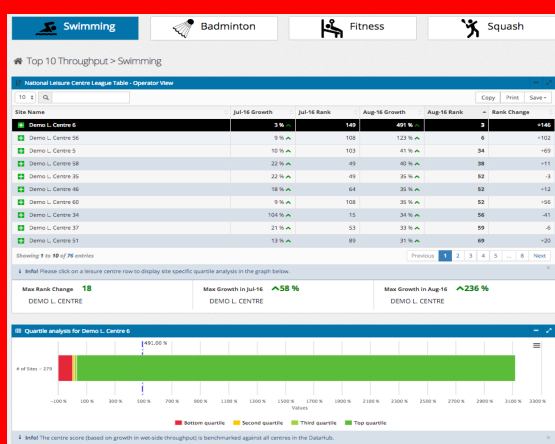 Swimming Badminton Fitness Squash
Top 10 Throughput > Swimming
National Leisure Centre League Table - Operator View
10 Copy Print Save
Site Name Jul-16 Growth Jul-16 Rank Aug-16 Growth Aug-16 Rank Rank Change
Demo L. Centre 6 3 % 149 491 % 3 +146
Demo L. Centre 56 9 % 108 123 % 6 +102
Demo L. Centre 5 10 % 103 41 % 34 +69
Demo L. Centre 58 22 % 49 40 % 38 +11
Demo L. Centre 35 22 % 49 35 % 52 -3
Demo L. Centre 46 18 % 64 35 % 52 +12
Demo L. Centre 60 9 % 108 35 % 52 +56
Demo L. Centre 34 104 % 15 34 % 56 -41
Demo L. Centre 37 21 % 53 33 % 59 -6
Demo L. Centre 51 13 % 89 31 % 69 +20
Showing 1 to 10 of 76 entries Previous 1 2 3 4 5 ... 8 Next
Info! Please click on a leisure centre row to display site specific quartile analysis in the graph below.
Max Rank Change 18 Max Growth in Jul-16 58 % Max Growth in Aug-16 236 %
DEMO L. CENTRE DEMO L. CENTRE DEMO L. CENTRE
Quartile analysis for Demo L. Centre 6
491.00 %
# of Sites - 279
-100 % 100 % 300 % 500 % 700 % 900 % 1100 % 1300 % 1500 % 1700 % 1900 % 2100 % 2300 % 2500 % 2700 % 2900 % 3100 % 3300 %
Values
Bottom quartile Second quartile Third quartile Top quartile
Info! The centre score (based on growth in wet-side throughput) is benchmarked against all centres in the DataHub.